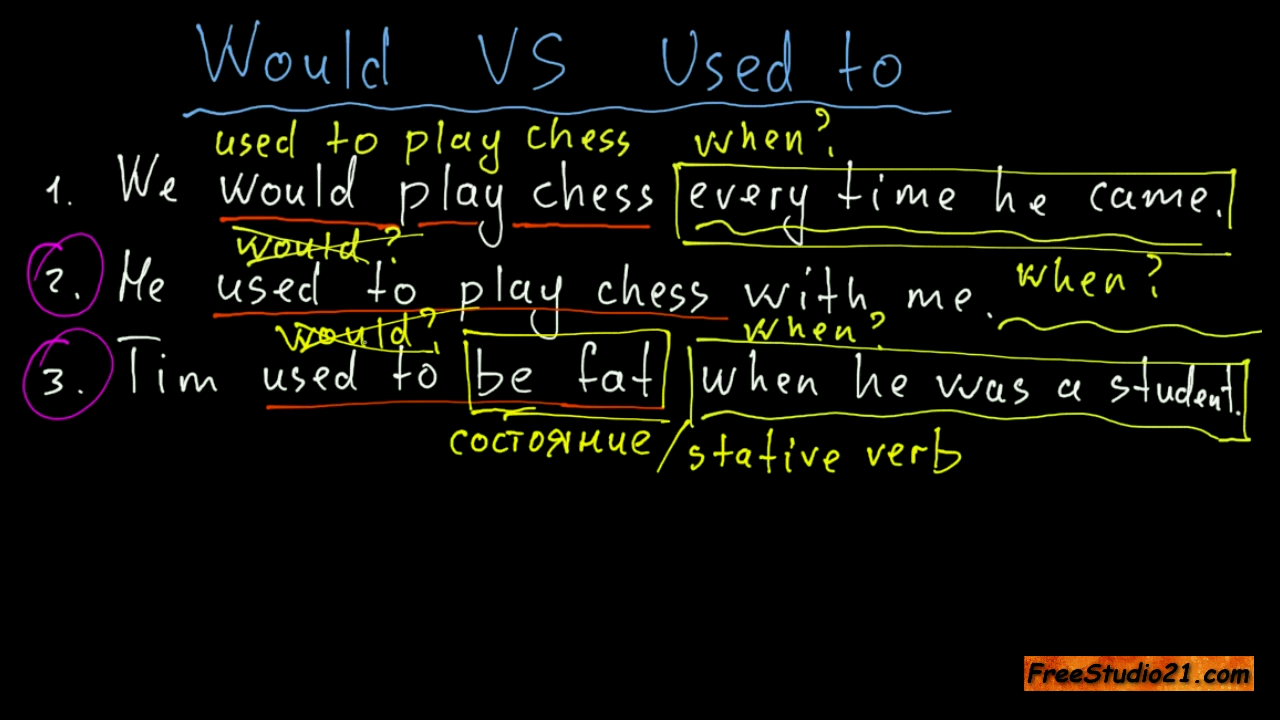 Would VS Used to
used to play chess when?
1. We would play chess every time he came.
would?
2. He used to play chess with me. when?
would? when?
3. Tim used to be fat when he was a student.
состояние / stative verb
FreeStudio21.com